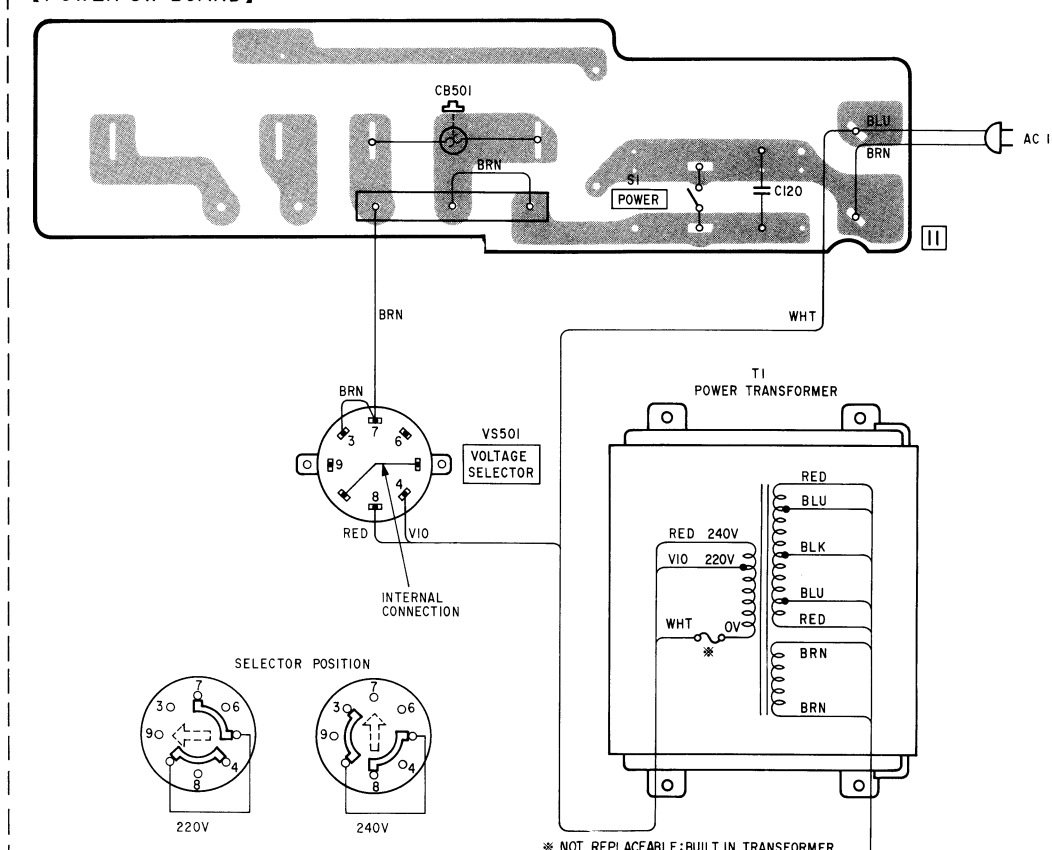 CB501
BLU
AC 1
BRN
BRN
S1
POWER
C120
11
BRN
WHT
T1
POWER TRANSFORMER
BRN
7
3
6
VS501
VOLTAGE
SELECTOR
9
4
8
RED
VIO
INTERNAL
CONNECTION
RED
BLU
RED 240V
BLK
VIO 220V
BLU
WHT
0V
RED
※
BRN
BRN
SELECTOR POSITION
7
3
6
9
4
8
220V
7
3
6
9
4
8
240V
※ NOT REPLACEABLE:BUILT IN TRANSFORMER